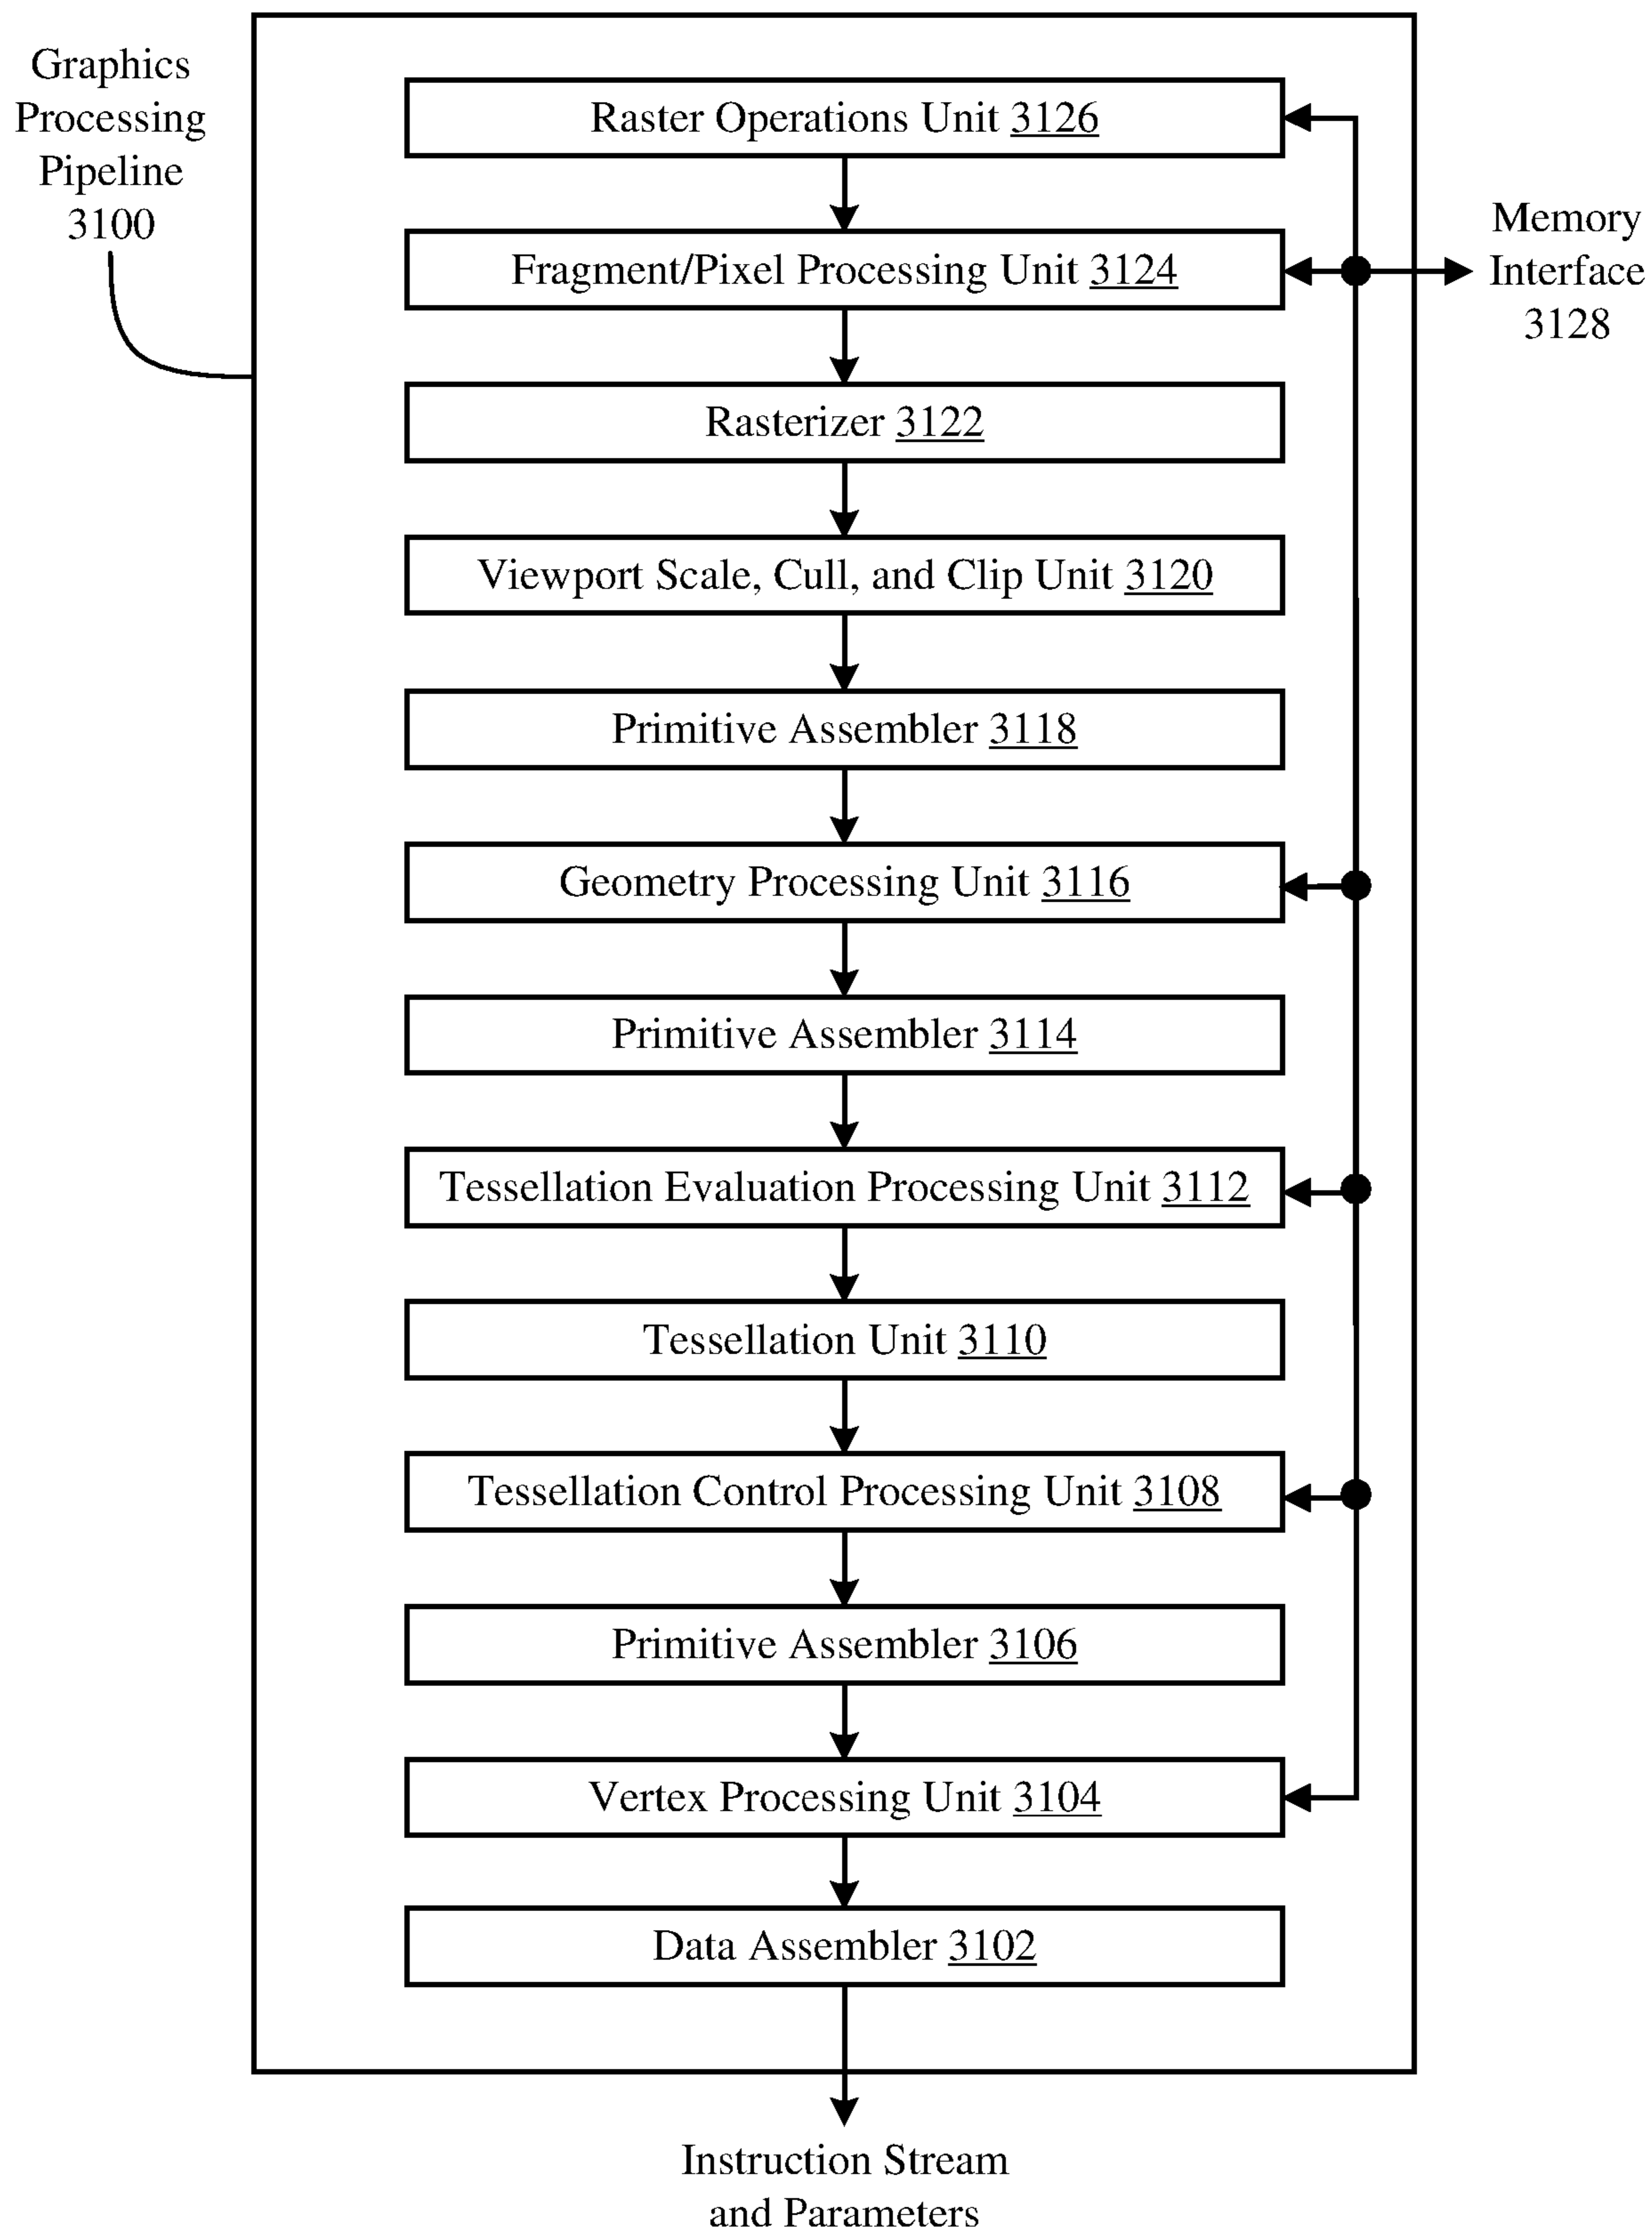 Graphics
Processing
Pipeline
3100
Raster Operations Unit 3126
Memory
Interface
3128
Fragment/Pixel Processing Unit 3124
Rasterizer 3122
Viewport Scale, Cull, and Clip Unit 3120
Primitive Assembler 3118
Geometry Processing Unit 3116
Primitive Assembler 3114
Tessellation Evaluation Processing Unit 3112
Tessellation Unit 3110
Tessellation Control Processing Unit 3108
Primitive Assembler 3106
Vertex Processing Unit 3104
Data Assembler 3102
Instruction Stream
and Parameters